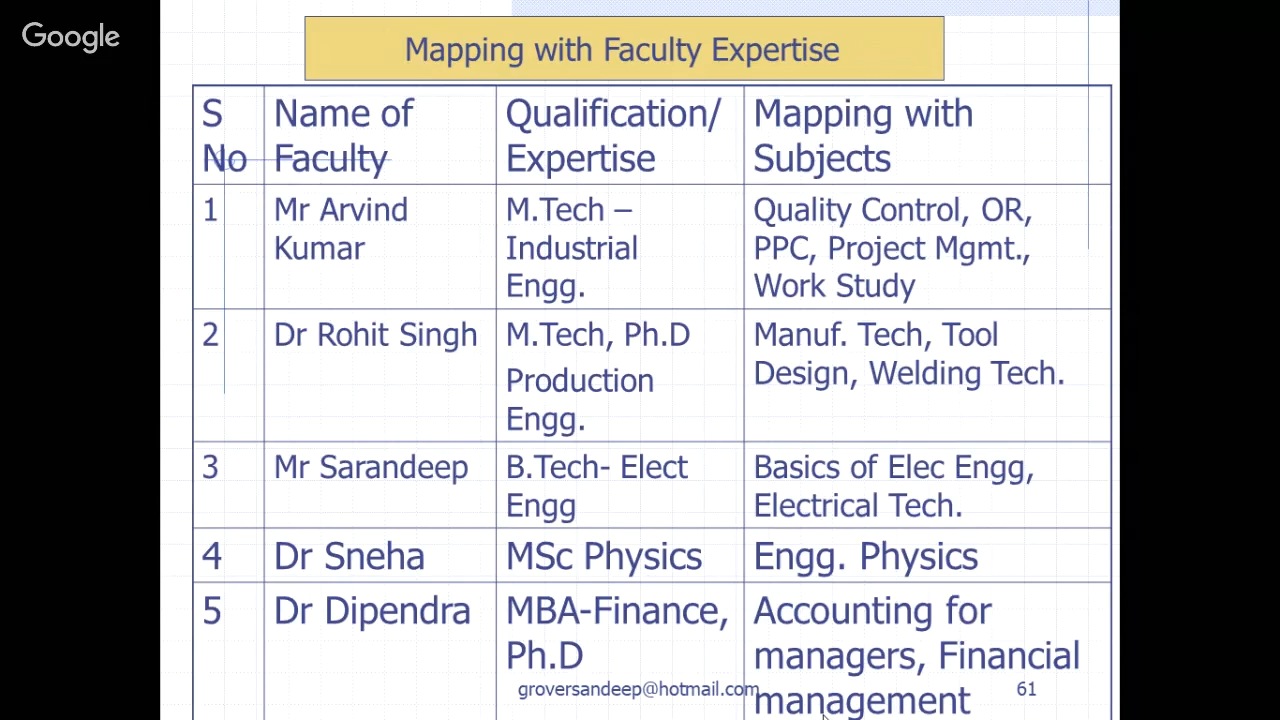 Google
Mapping with Faculty Expertise
S No
Name of Faculty
Qualification/ Expertise
Mapping with Subjects
1
Mr Arvind Kumar
M.Tech – Industrial Engg.
Quality Control, OR, PPC, Project Mgmt., Work Study
2
Dr Rohit Singh
M.Tech, Ph.D
Production Engg.
Manuf. Tech, Tool Design, Welding Tech.
3
Mr Sarandeep
B.Tech- Elect Engg
Basics of Elec Engg, Electrical Tech.
4
Dr Sneha
MSc Physics
Engg. Physics
5
Dr Dipendra
MBA-Finance, Ph.D
Accounting for managers, Financial management
groversandeep@hotmail.com
61